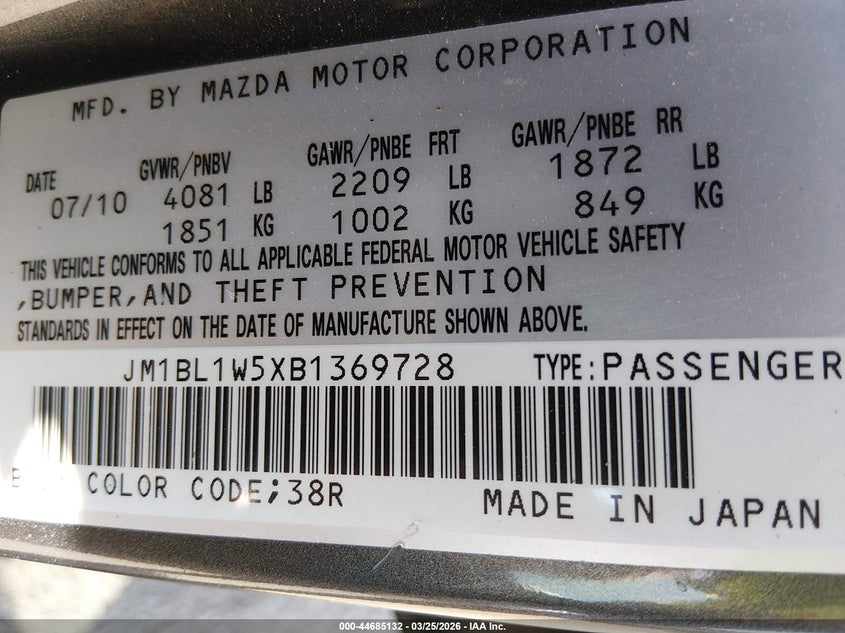 MFD. BY MAZDA MOTOR CORPORATION
DATE GVWR/PNBV GAWR/PNBE FRT GAWR/PNBE RR
07/10 4081 LB 2209 LB 1872 LB
1851 KG 1002 KG 849 KG
THIS VEHICLE CONFORMS TO ALL APPLICABLE FEDERAL MOTOR VEHICLE SAFETY
,BUMPER,AND THEFT PREVENTION
STANDARDS IN EFFECT ON THE DATE OF MANUFACTURE SHOWN ABOVE.
JM1BL1W5XB1369728 TYPE:PASSENGER
COLOR CODE;38R MADE IN JAPAN
000-44685132 - 03/25/2026 - IAA Inc.